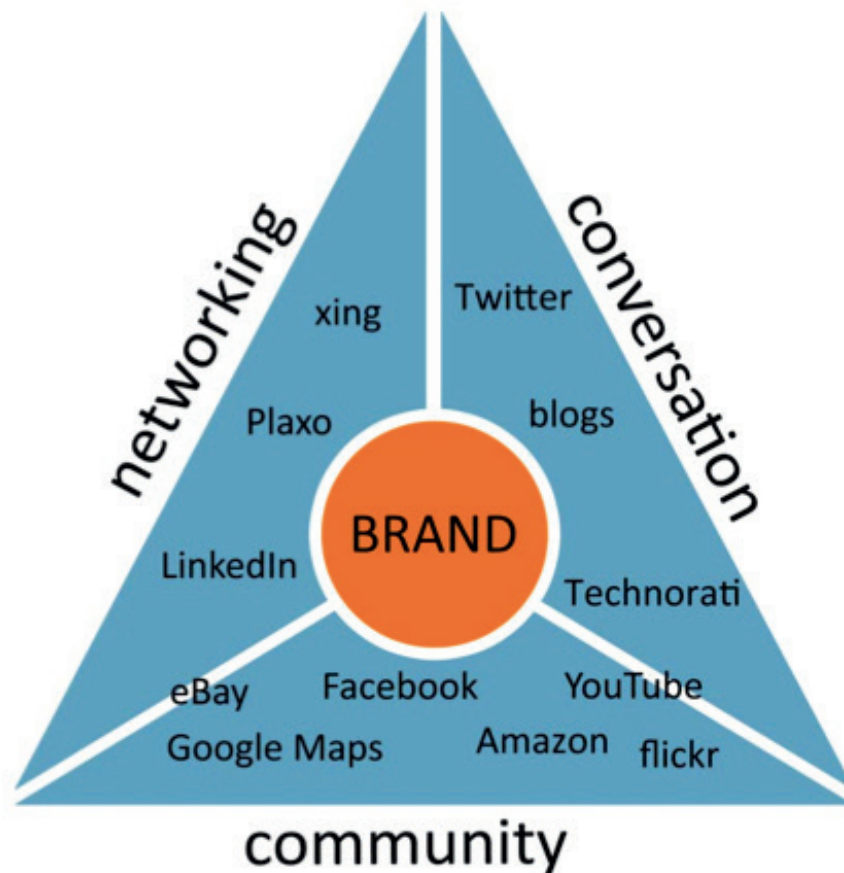 networking
conversation
xing
Twitter
Plaxo
blogs
BRAND
LinkedIn
Technorati
eBay
Facebook
YouTube
Google Maps
Amazon
flickr
community